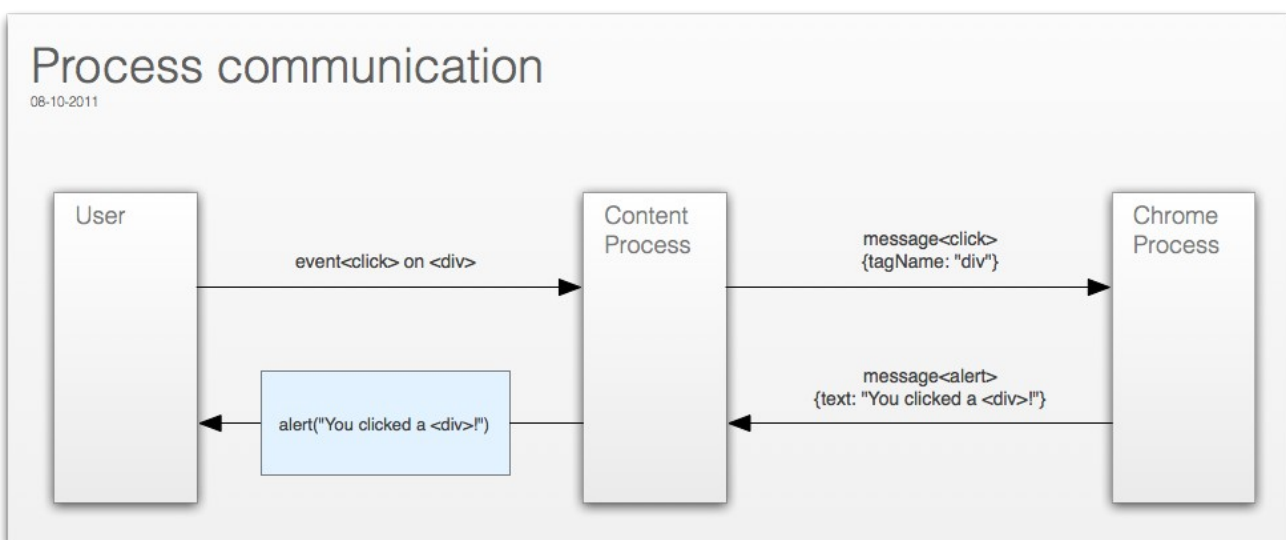 Process communication
08-10-2011
User
Content
Process
Chrome
Process
event<click> on <div>
message<click>
{tagName: "div"}
alert("You clicked a <div>!")
message<alert>
{text: "You clicked a <div>!"}